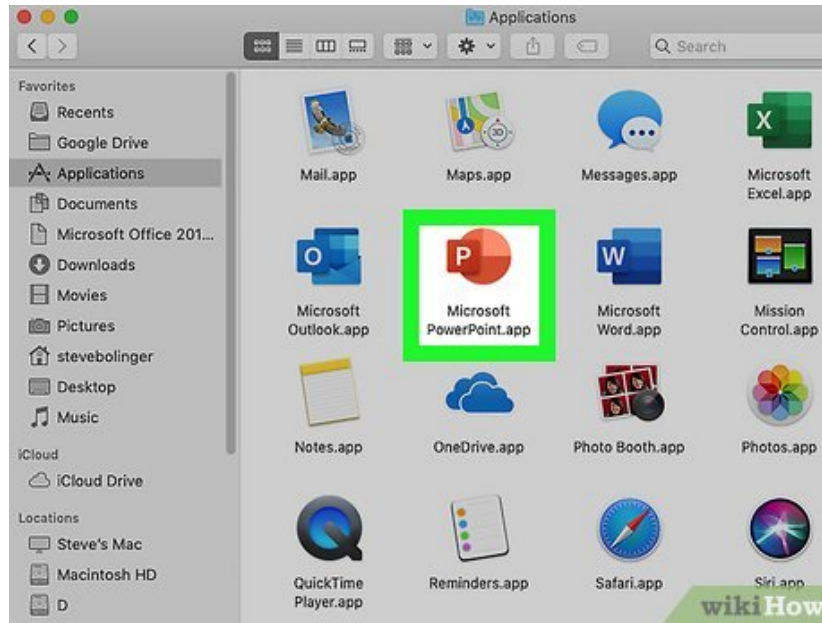 Applications
Search
Favorites
Recents
Google Drive
Applications
Documents
Microsoft Office 201...
Downloads
Movies
Pictures
stevebolinger
Desktop
Music
iCloud
iCloud Drive
Locations
Steve's Mac
Macintosh HD
D
Mail.app
Maps.app
3D
Messages.app
X
Microsoft
Excel.app
O
Microsoft
Outlook.app
P
Microsoft
PowerPoint.app
W
Microsoft
Word.app
Mission
Control.app
Notes.app
OneDrive.app
Photo Booth.app
Photos.app
QuickTime
Player.app
Reminders.app
Safari.app
Siri.app
wikiHow